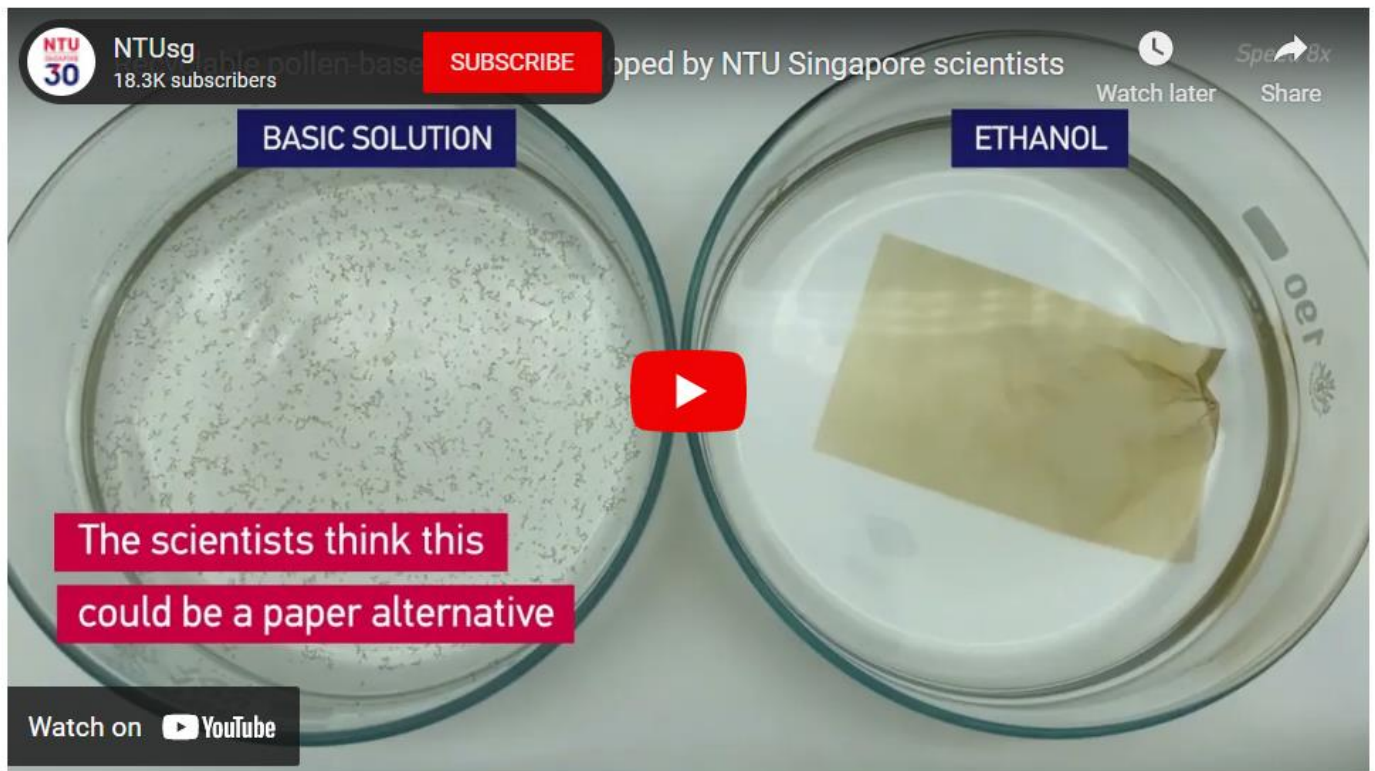 NTU
SINGAPORE
30
NTUsg
18.3K subscribers
SUBSCRIBE
oped by NTU Singapore scientists
Watch later
Share
BASIC SOLUTION
ETHANOL
190
The scientists think this
could be a paper alternative
Watch on YouTube